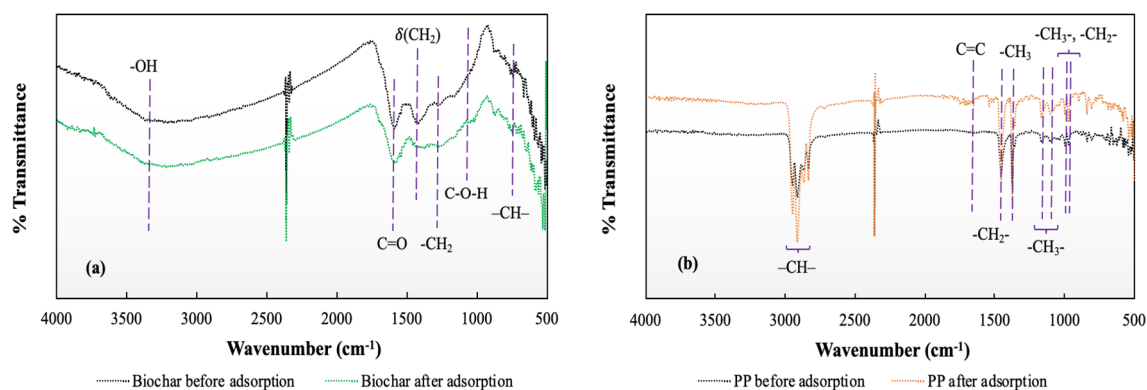 % Transmittance
-OH
δ(CH₂)
C-O-H
C=O
-CH₂
–CH–
(a)
4000 3500 3000 2500 2000 1500 1000 500
Wavenumber (cm⁻¹)
Biochar before adsorption Biochar after adsorption
% Transmittance
-CH₃-, -CH₂-
C=C
-CH₃
-CH₂-
-CH₃-
–CH–
(b)
4000 3500 3000 2500 2000 1500 1000 500
Wavenumber (cm⁻¹)
PP before adsorption PP after adsorption